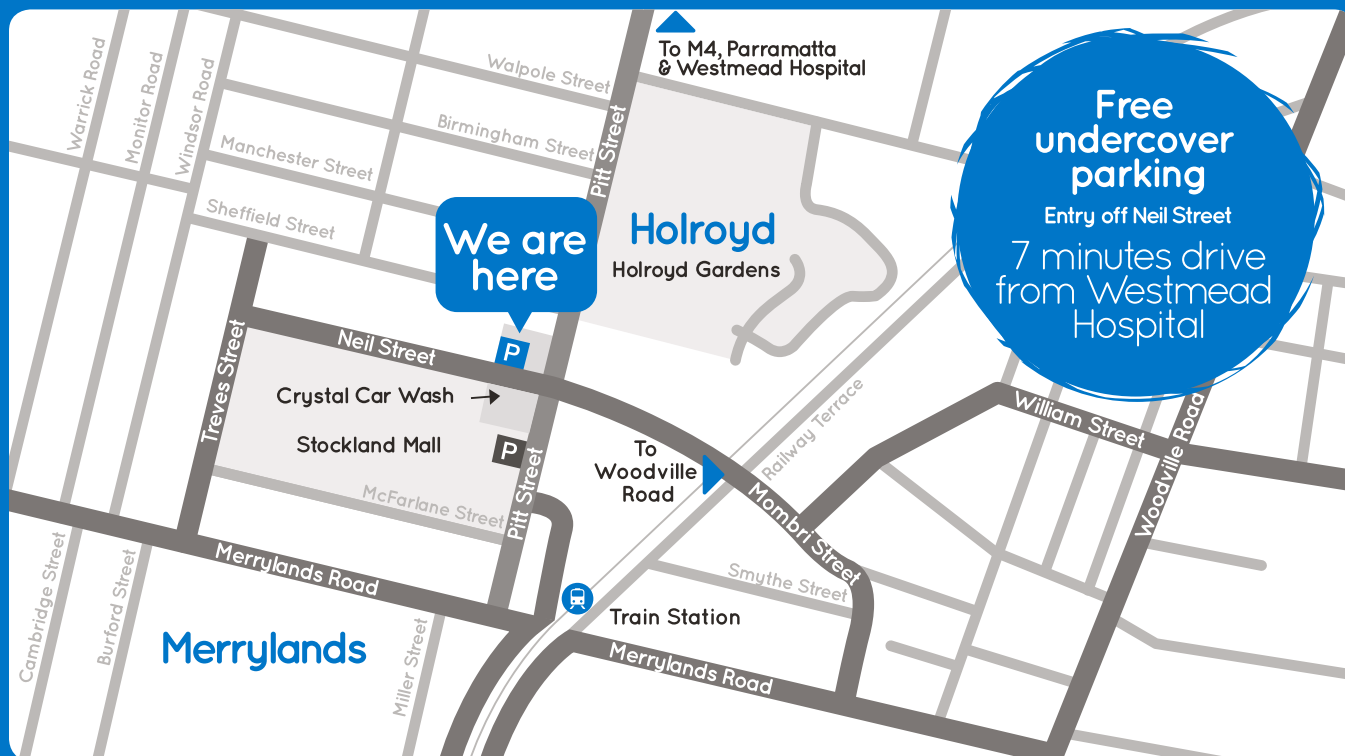 To M4, Parramatta
& Westmead Hospital
Walpole Street
Birmingham Street
Pitt Street
Warrick Road
Monitor Road
Windsor Road
Manchester Street
Sheffield Street
Free
undercover
parking
Entry off Neil Street
7 minutes drive
from Westmead
Hospital
We are
here
Holroyd
Holroyd Gardens
P
Neil Street
Treves Street
Crystal Car Wash
Stockland Mall
P
Pitt Street
McFarlane Street
To
Woodville
Road
Railway Terrace
William Street
Woodville Road
Mombri Street
Smythe Street
Merrylands Road
Cambridge Street
Burford Street
Merrylands
Miller Street
Train Station
Merrylands Road